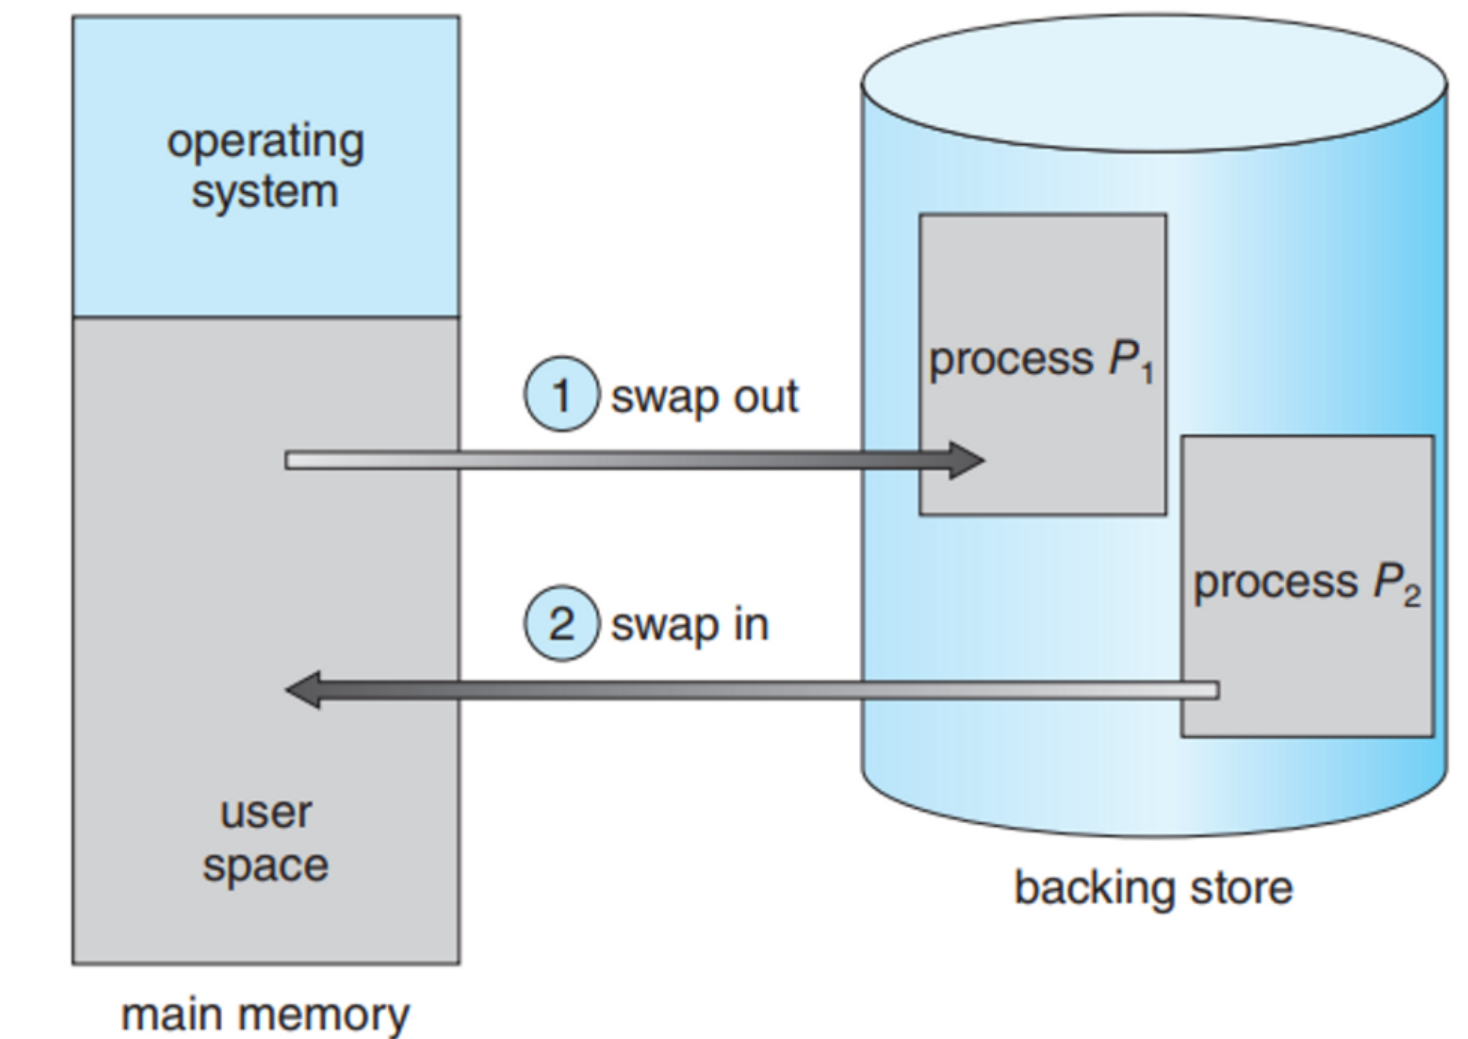 operating
system
1 swap out
process P₁
2 swap in
process P₂
user
space
backing store
main memory